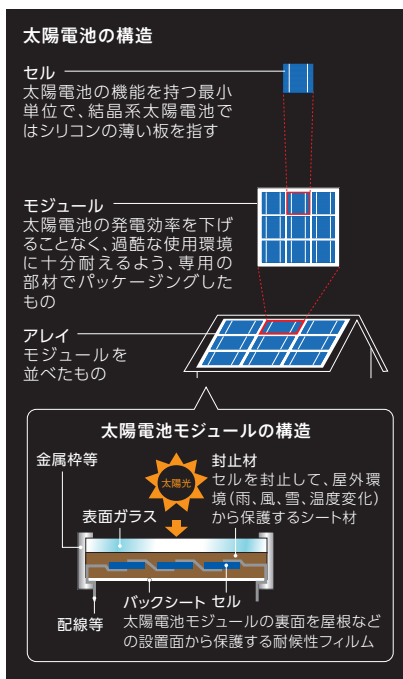 太陽電池の構造
セル
太陽電池の機能を持つ最小
単位で、結晶系太陽電池で
はシリコンの薄い板を指す
モジュール
太陽電池の発電効率を下げ
ることなく、過酷な使用環境
に十分耐えるよう、専用の
部材でパッケージングした
もの
アレイ
モジュールを
並べたもの
太陽電池モジュールの構造
金属枠等
太陽光
封止材
セルを封止して、屋外環
境（雨、風、雪、温度変化）
から保護するシート材
表面ガラス
配線等
バックシート
セル
太陽電池モジュールの裏面を屋根など
の設置面から保護する耐候性フィルム